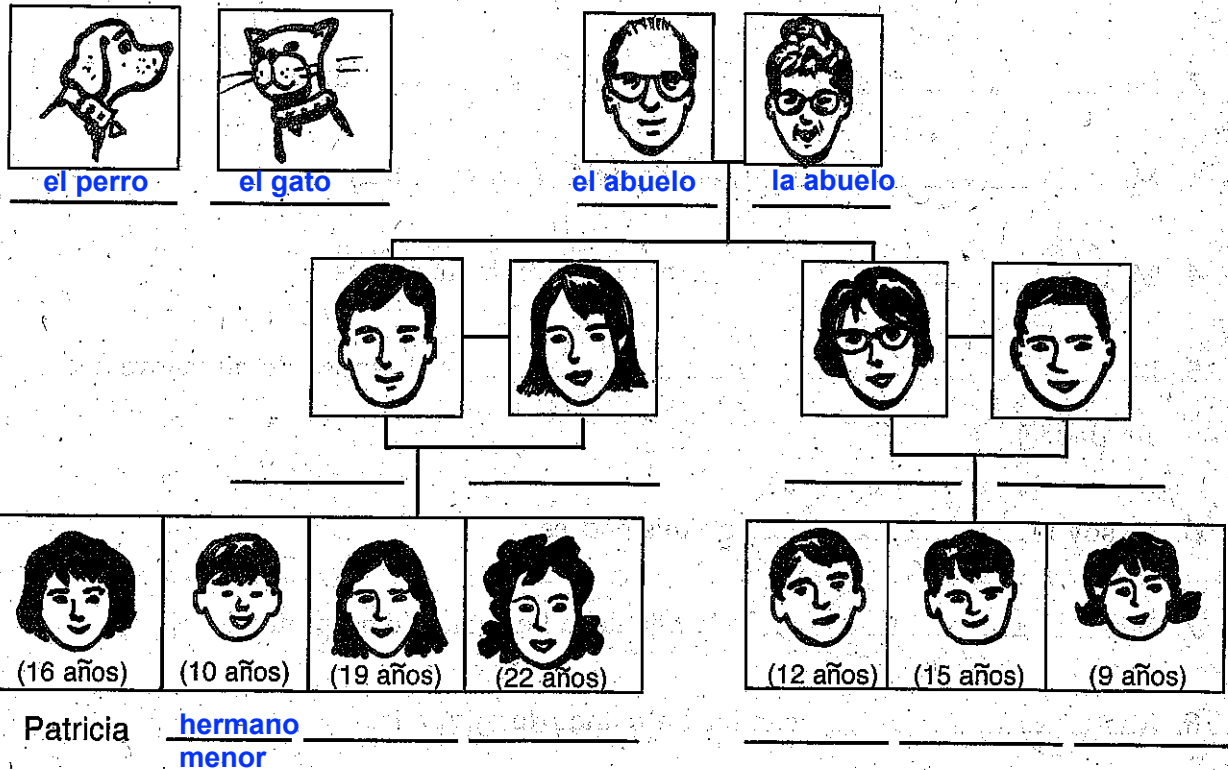 el perro el gato el abuelo la abuelo
(16 años) (10 años) (19 años) (22 años) (12 años) (15 años) (9 años)
Patricia hermano
menor